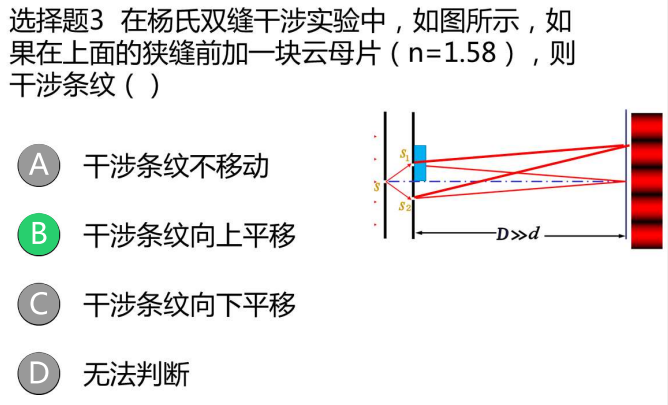 选择题3 在杨氏双缝干涉实验中，如图所示，如
果在上面的狭缝前加一块云母片（n=1.58），则
干涉条纹（ ）
A 干涉条纹不移动
B 干涉条纹向上平移
C 干涉条纹向下平移
D 无法判断
S₁
S
S₂
D≫d